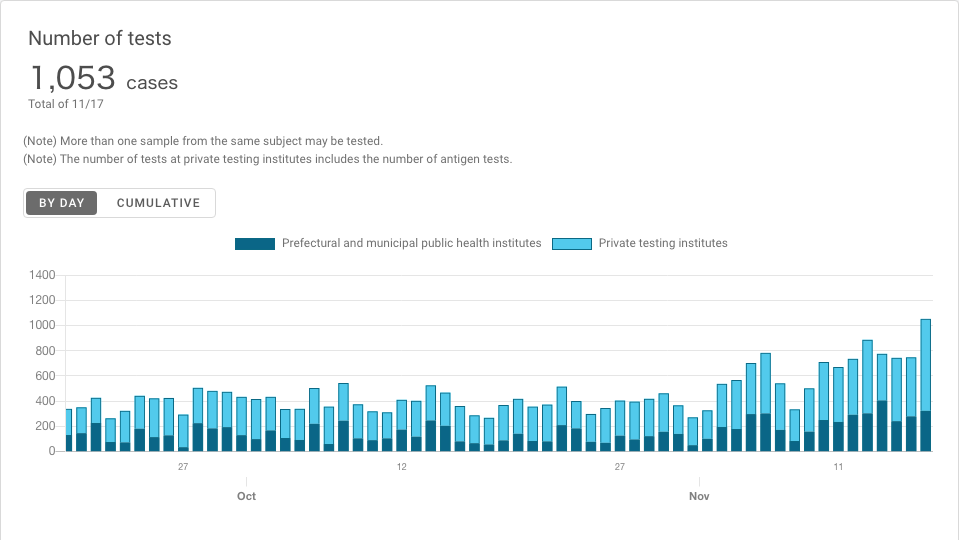 Number of tests
1,053 cases
Total of 11/17
(Note) More than one sample from the same subject may be tested.
(Note) The number of tests at private testing institutes includes the number of antigen tests.
BY DAY CUMULATIVE
Prefectural and municipal public health institutes Private testing institutes
1400
1200
1000
800
600
400
200
0
27 12 27 11
Oct Nov